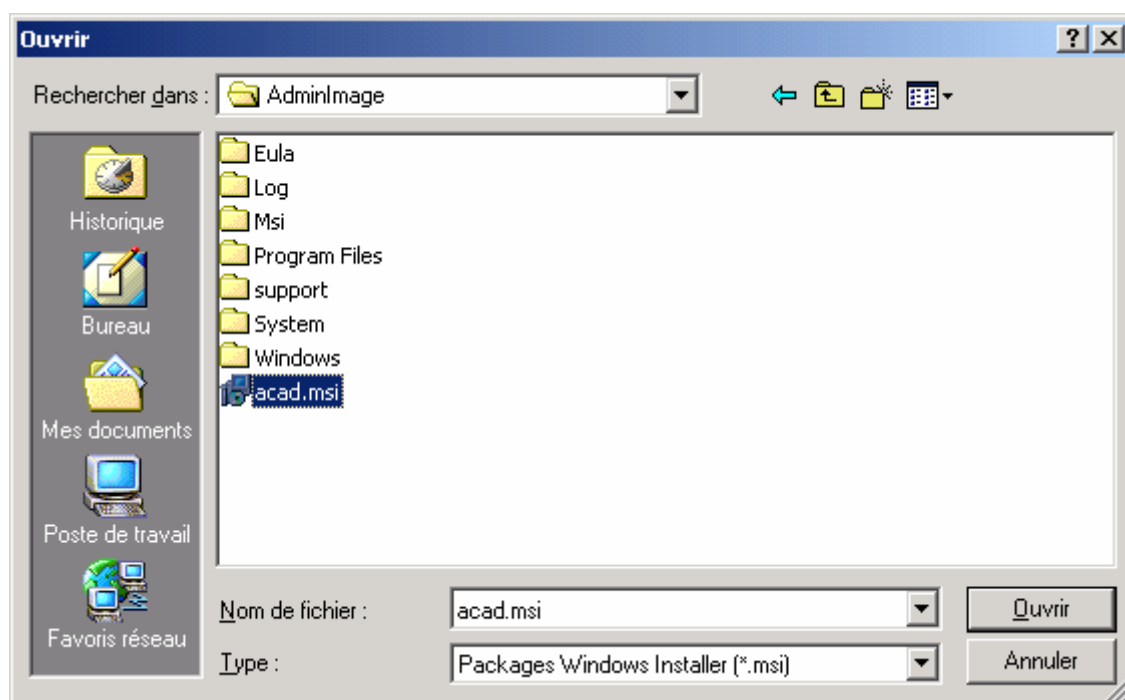 Ouvrir
Rechercher dans : AdminImage
Historique
Bureau
Mes documents
Poste de travail
Favoris réseau
Eula
Log
Msi
Program Files
support
System
Windows
acad.msi
Nom de fichier : acad.msi Ouvrir
Type : Packages Windows Installer (*.msi) Annuler